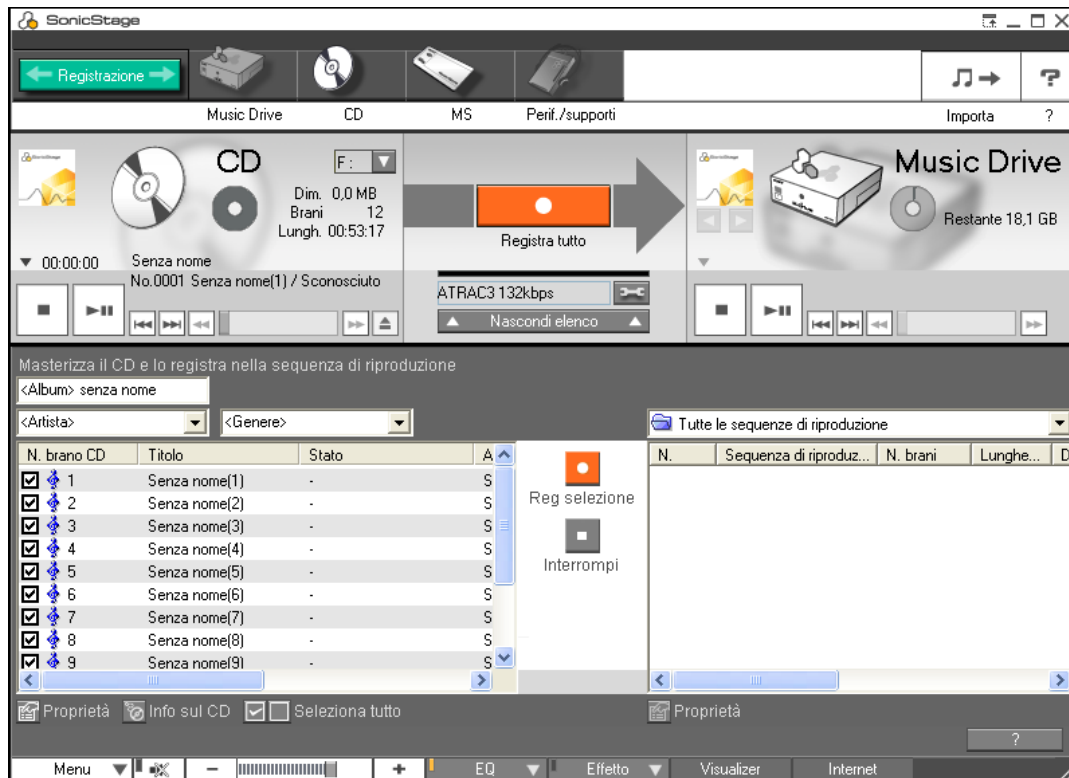 SonicStage
Registrazione
Music Drive
CD
MS
Perif./supporti
Importa
?
CD
F:
Dim. 0,0 MB
Brani 12
Lungh. 00:53:17
00:00:00
Senza nome
No.0001 Senza nome(1) / Sconosciuto
Registra tutto
ATRAC3 132kbps
Nascondi elenco
Music Drive
Restante 18,1 GB
Masterizza il CD e lo registra nella sequenza di riproduzione
<Album> senza nome
<Artista>
<Genere>
Tutte le sequenze di riproduzione
N. brano CD Titolo Stato A
1 Senza nome(1) - S
2 Senza nome(2) - S
3 Senza nome(3) - S
4 Senza nome(4) - S
5 Senza nome(5) - S
6 Senza nome(6) - S
7 Senza nome(7) - S
8 Senza nome(8) - S
9 Senza nome(9) - S
Reg selezione
Interrompi
N. Sequenza di riproduz... N. brani Lunghe... D
Proprietà
Info sul CD
Seleziona tutto
Proprietà
?
Menu
EQ
Effetto
Visualizer
Internet